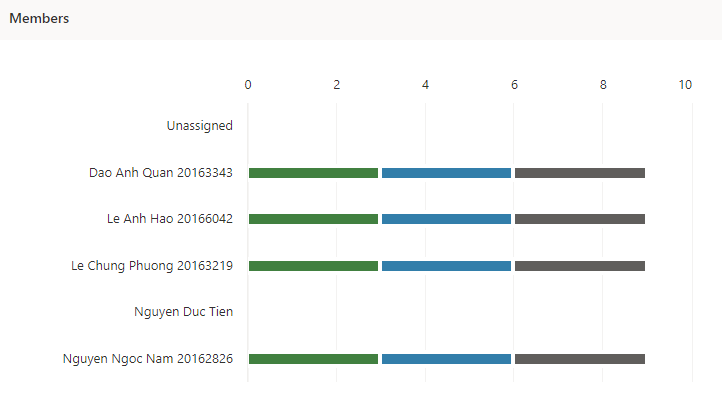 Members
0 2 4 6 8 10
Unassigned
Dao Anh Quan 20163343
Le Anh Hao 20166042
Le Chung Phuong 20163219
Nguyen Duc Tien
Nguyen Ngoc Nam 20162826